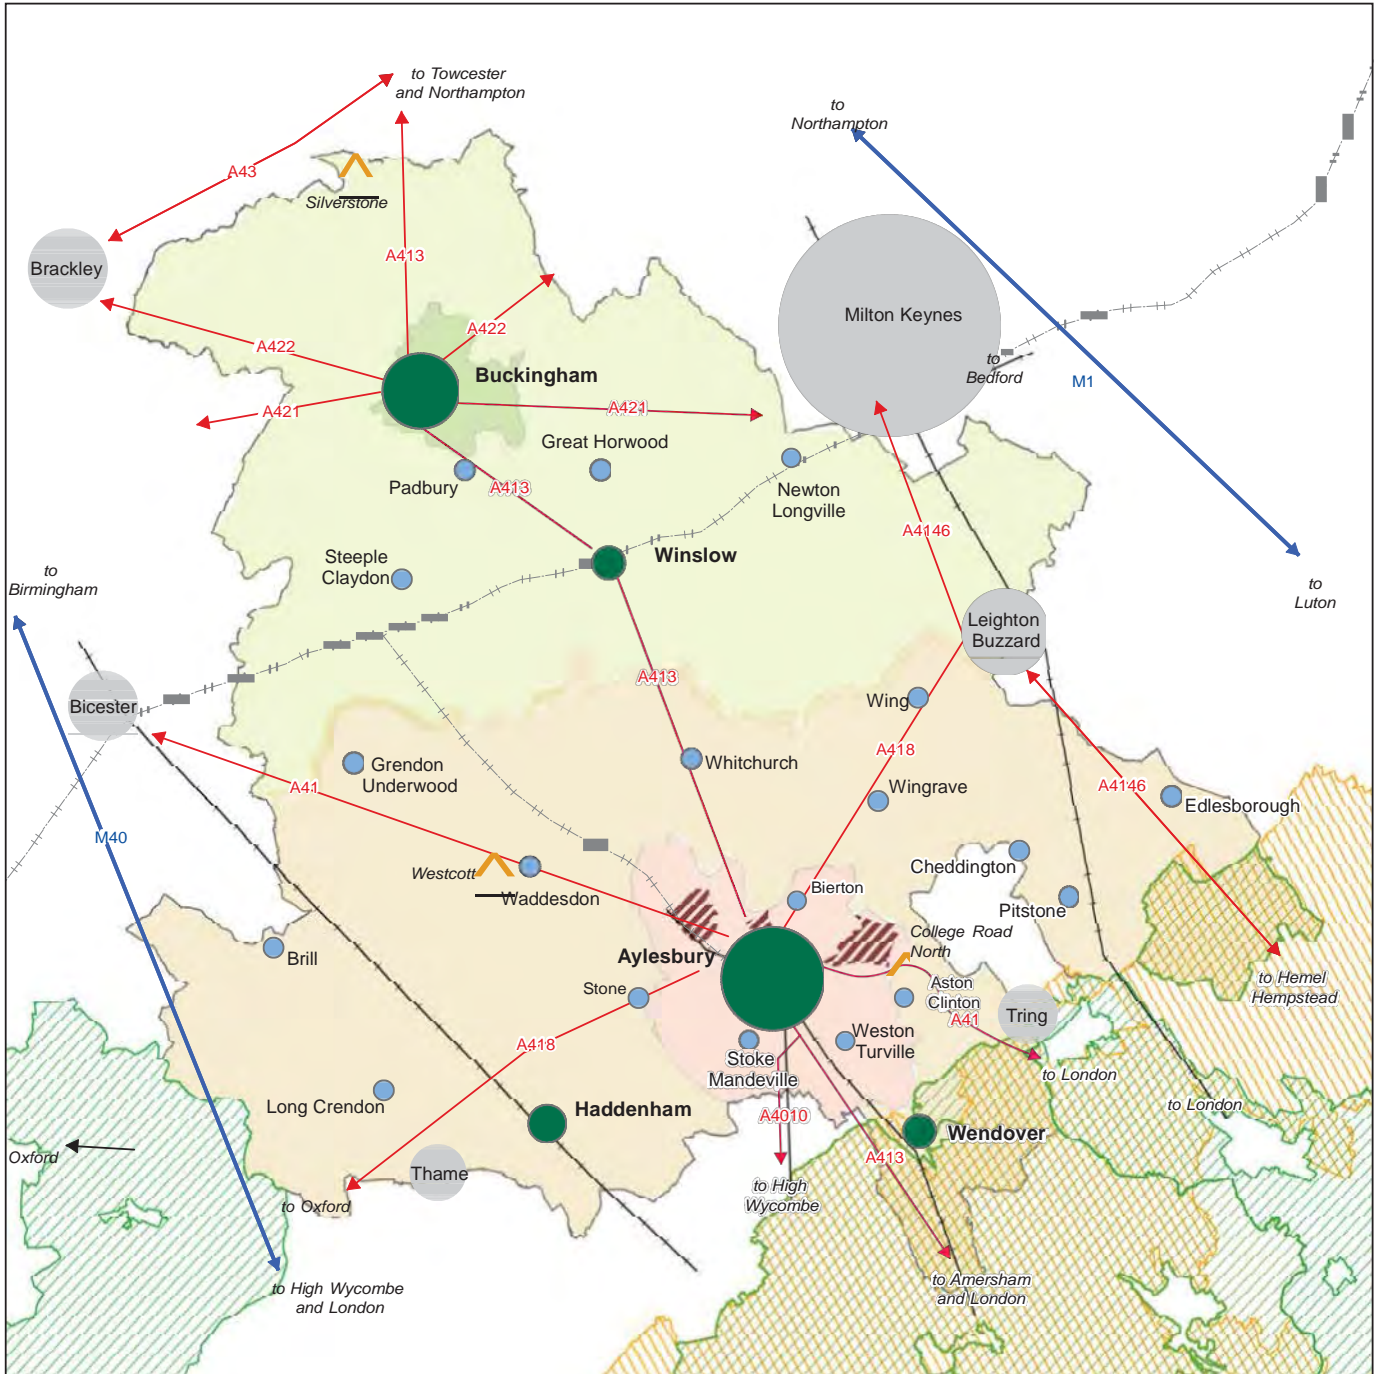 to Towcester
and Northampton
to
Northampton
A43
Silverstone
Brackley
A413
Milton Keynes
A422
A422
to
Bedford
M1
Buckingham
A421
A421
Great Horwood
Padbury
A413
Newton
Longville
A4146
Winslow
Steeple
Claydon
to
Birmingham
to
Luton
Leighton
Buzzard
A413
Wing
Bicester
A418
Whitchurch
Grendon
Underwood
A41
Wingrave
A4146
Edlesborough
M40
Cheddington
Westcott
Waddesdon
Bierton
Pitstone
College Road
North
Aylesbury
Brill
to Hemel
Hempstead
Stone
Aston
Clinton
A41
Tring
Weston
Turville
A418
Stoke
Mandeville
to London
to London
Long Crendon
Haddenham
A4010
Wendover
Oxford
A413
Thame
to Oxford
to High
Wycombe
to High Wycombe
and London
to Amersham
and London